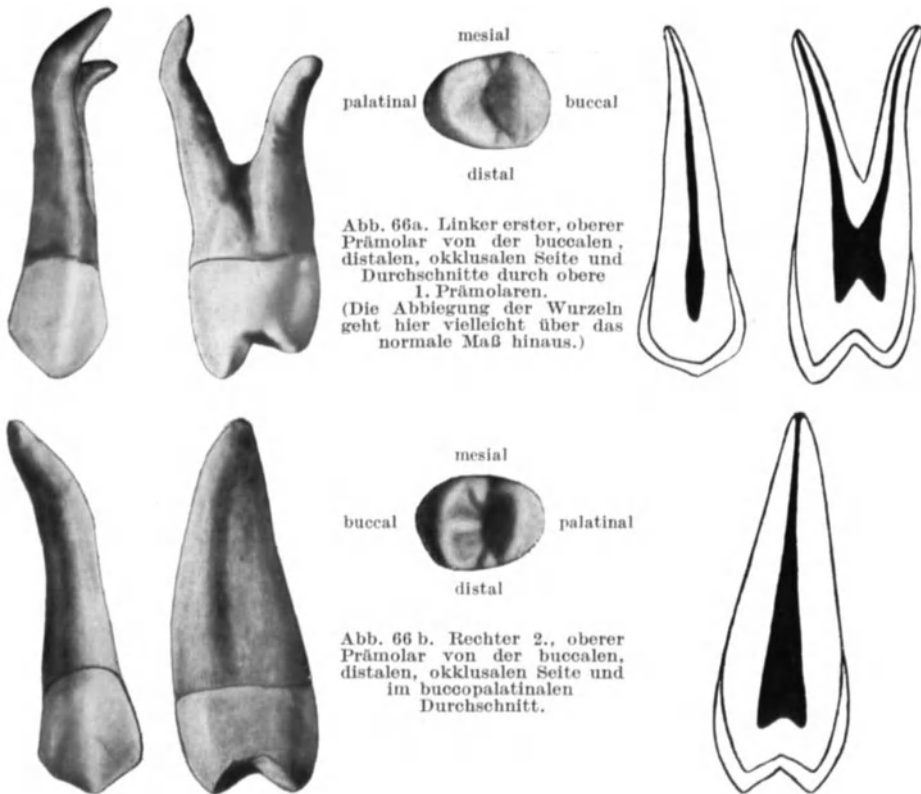 mesial
palatinal
buccal
distal
Abb. 66a. Linker erster, oberer
Prämolar von der buccalen,
distalen, okklusalen Seite und
Durchschnitte durch obere
1. Prämolaren.
(Die Abbiegung der Wurzeln
geht hier vielleicht über das
normale Maß hinaus.)
mesial
buccal
palatinal
distal
Abb. 66 b. Rechter 2., oberer
Prämolar von der buccalen,
distalen, okklusalen Seite und
im buccopalatinalen
Durchschnitt.